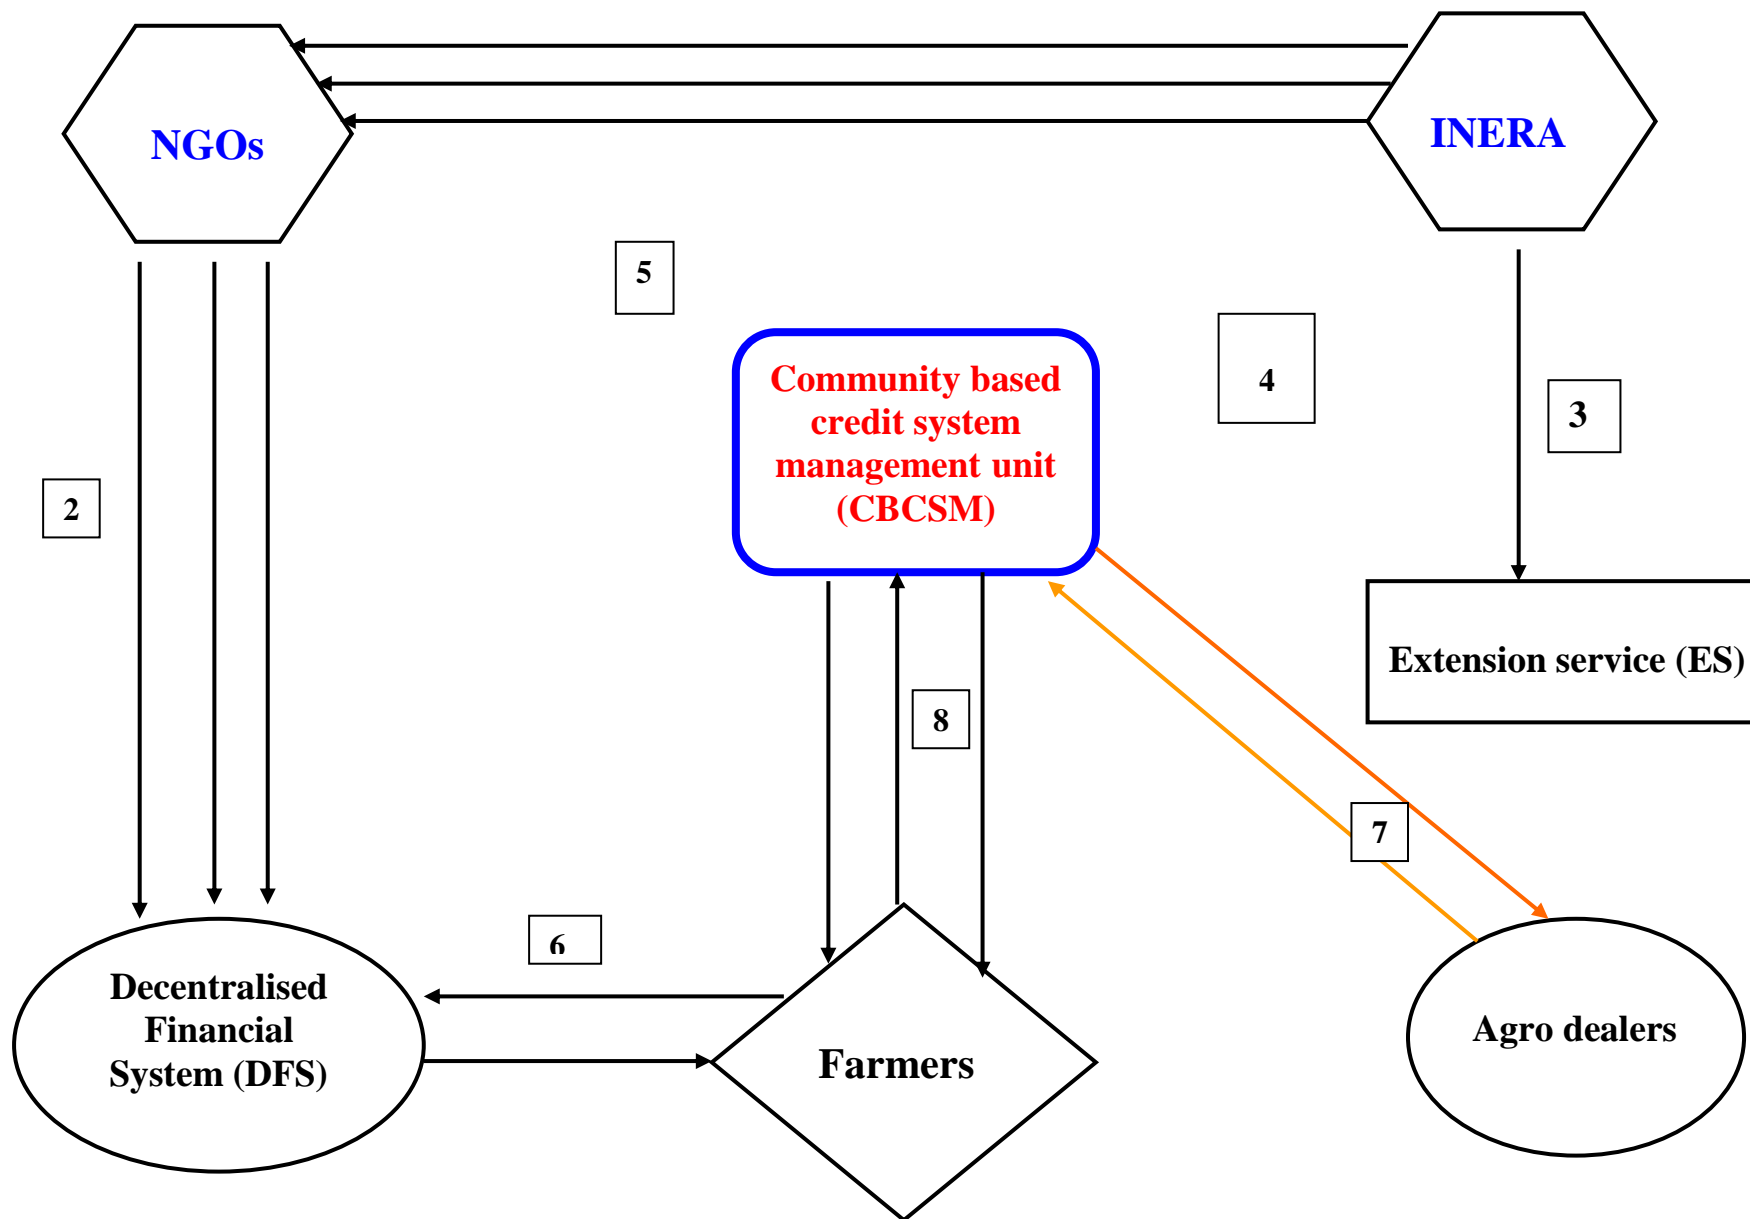 NGOs
INERA
5
4
Community based
credit system
management unit
(CBCSM)
3
2
Extension service (ES)
8
7
6
Decentralised
Financial
System (DFS)
Farmers
Agro dealers